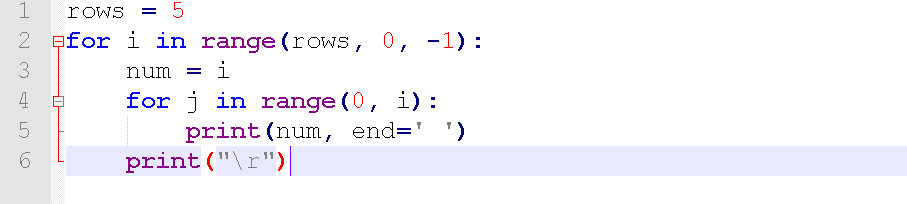 1 rows = 5
2 for i in range(rows, 0, -1):
3     num = i
4     for j in range(0, i):
5         print(num, end=' ')
6     print("\r")